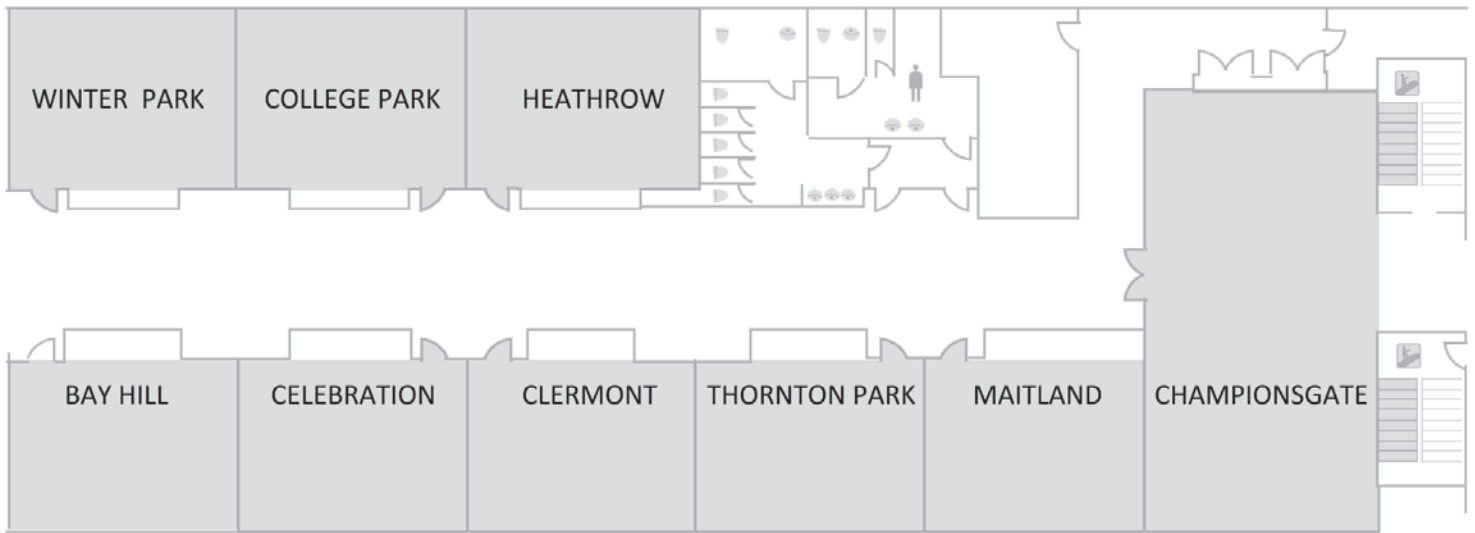 WINTER PARK
COLLEGE PARK
HEATHROW
BAY HILL
CELEBRATION
CLERMONT
THORNTON PARK
MAITLAND
CHAMPIONSGATE